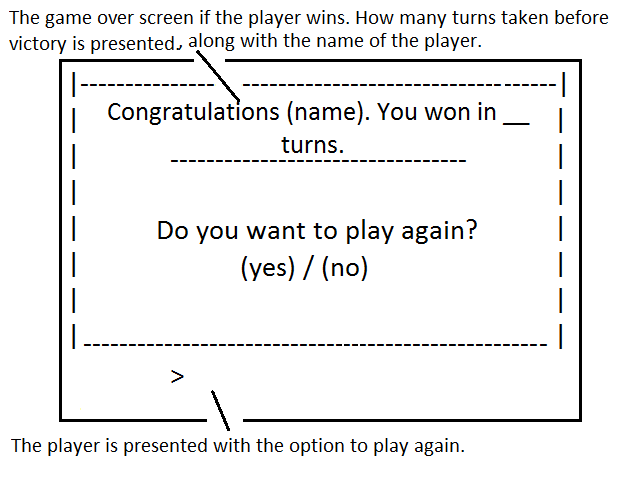 The game over screen if the player wins. How many turns taken before
victory is presented., along with the name of the player.
Congratulations (name). You won in __
turns.
Do you want to play again?
(yes) / (no)
>
The player is presented with the option to play again.